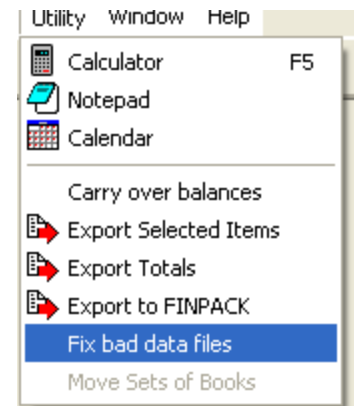 Utility Window Help
Calculator F5
Notepad
Calendar
Carry over balances
Export Selected Items
Export Totals
Export to FINPACK
Fix bad data files
Move Sets of Books